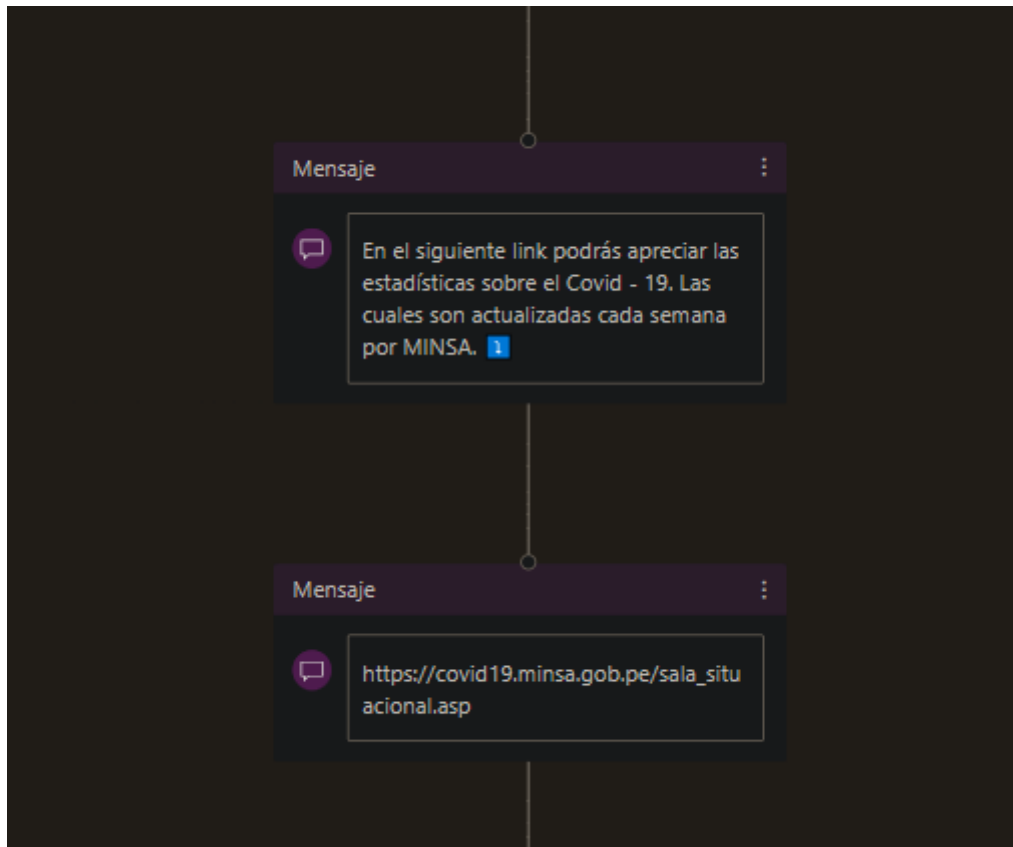 Mensaje
En el siguiente link podrás apreciar las
estadísticas sobre el Covid - 19. Las
cuales son actualizadas cada semana
por MINSA. ⤵️
Mensaje
https://covid19.minsa.gob.pe/sala_situ
acional.asp